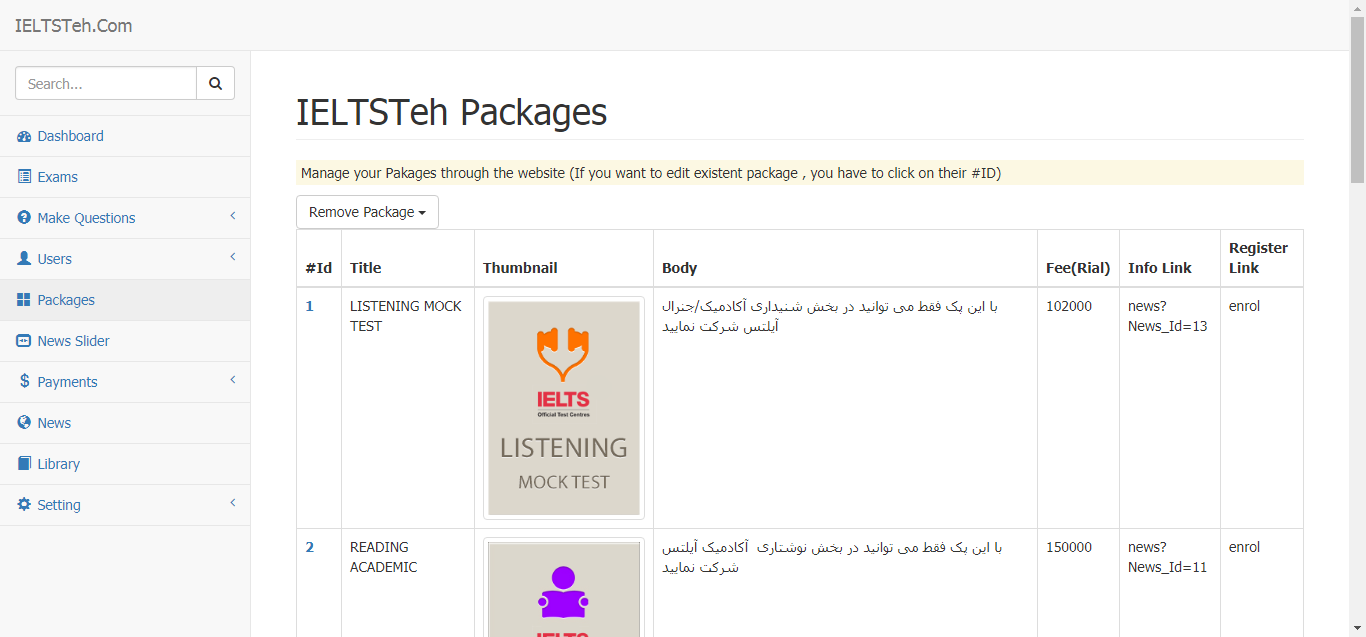 IELTSTeh.Com
Search...
Dashboard
Exams
Make Questions
Users
Packages
News Slider
Payments
News
Library
Setting
IELTSTeh Packages
Manage your Pakages through the website (If you want to edit existent package , you have to click on their #ID)
Remove Package
#Id Title Thumbnail Body Fee(Rial) Info Link Register Link
1
LISTENING MOCK
TEST
IELTS
Official Test Centres
LISTENING
MOCK TEST
با این پک فقط می توانید در بخش شنیداری آکادمیک/جنرال
آیلتس شرکت نمایید
102000
news?
News_Id=13
enrol
2
READING
ACADEMIC
IELTS
با این پک فقط می توانید در بخش نوشتاری آکادمیک آیلتس
شرکت نمایید
150000
news?
News_Id=11
enrol